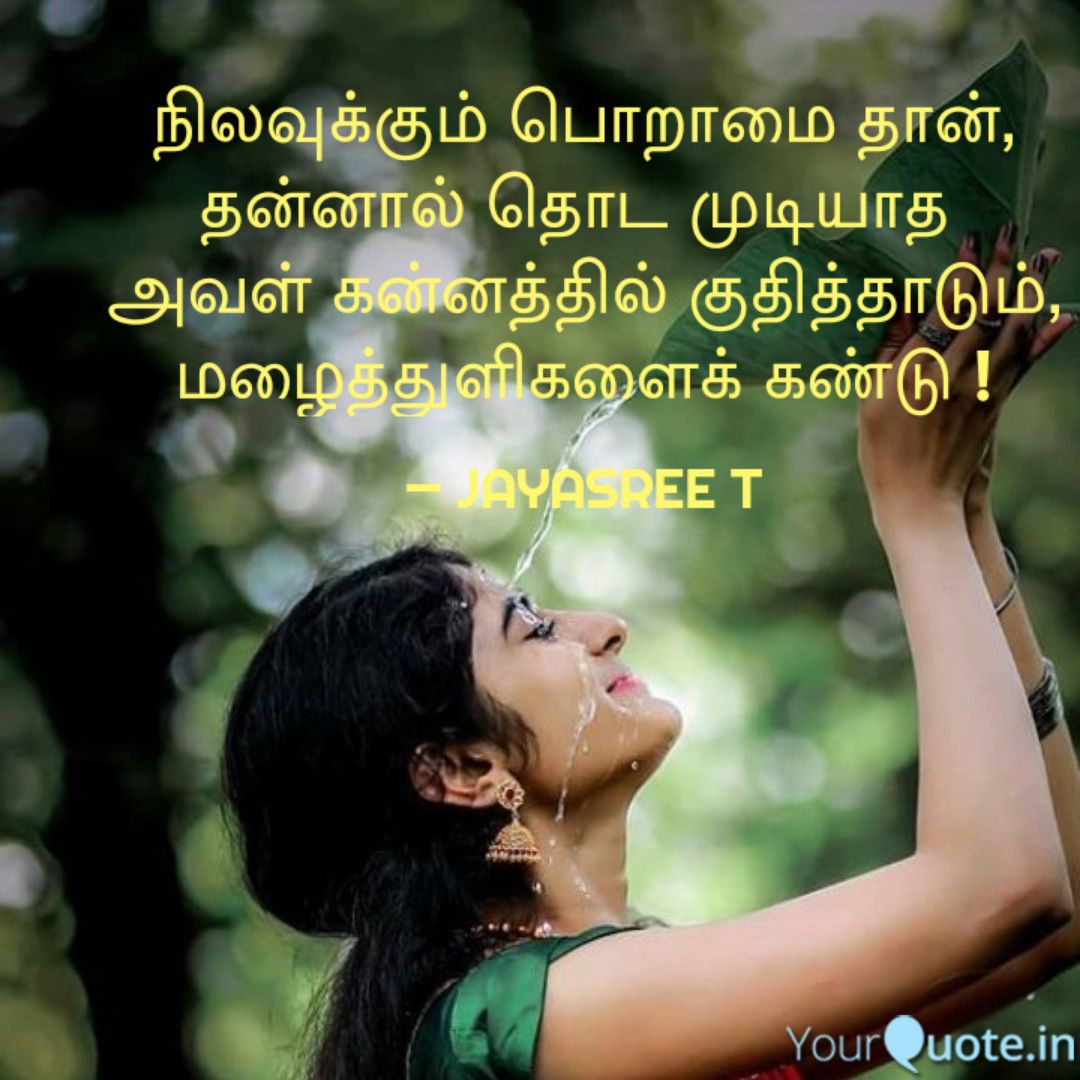 நிலவுக்கும் பொறாமை தான்,
தன்னால் தொட முடியாத
அவள் கன்னத்தில் குதித்தாடும்,
மழைத்துளிகளைக் கண்டு !
– JAYASREE T
YourQuote.in